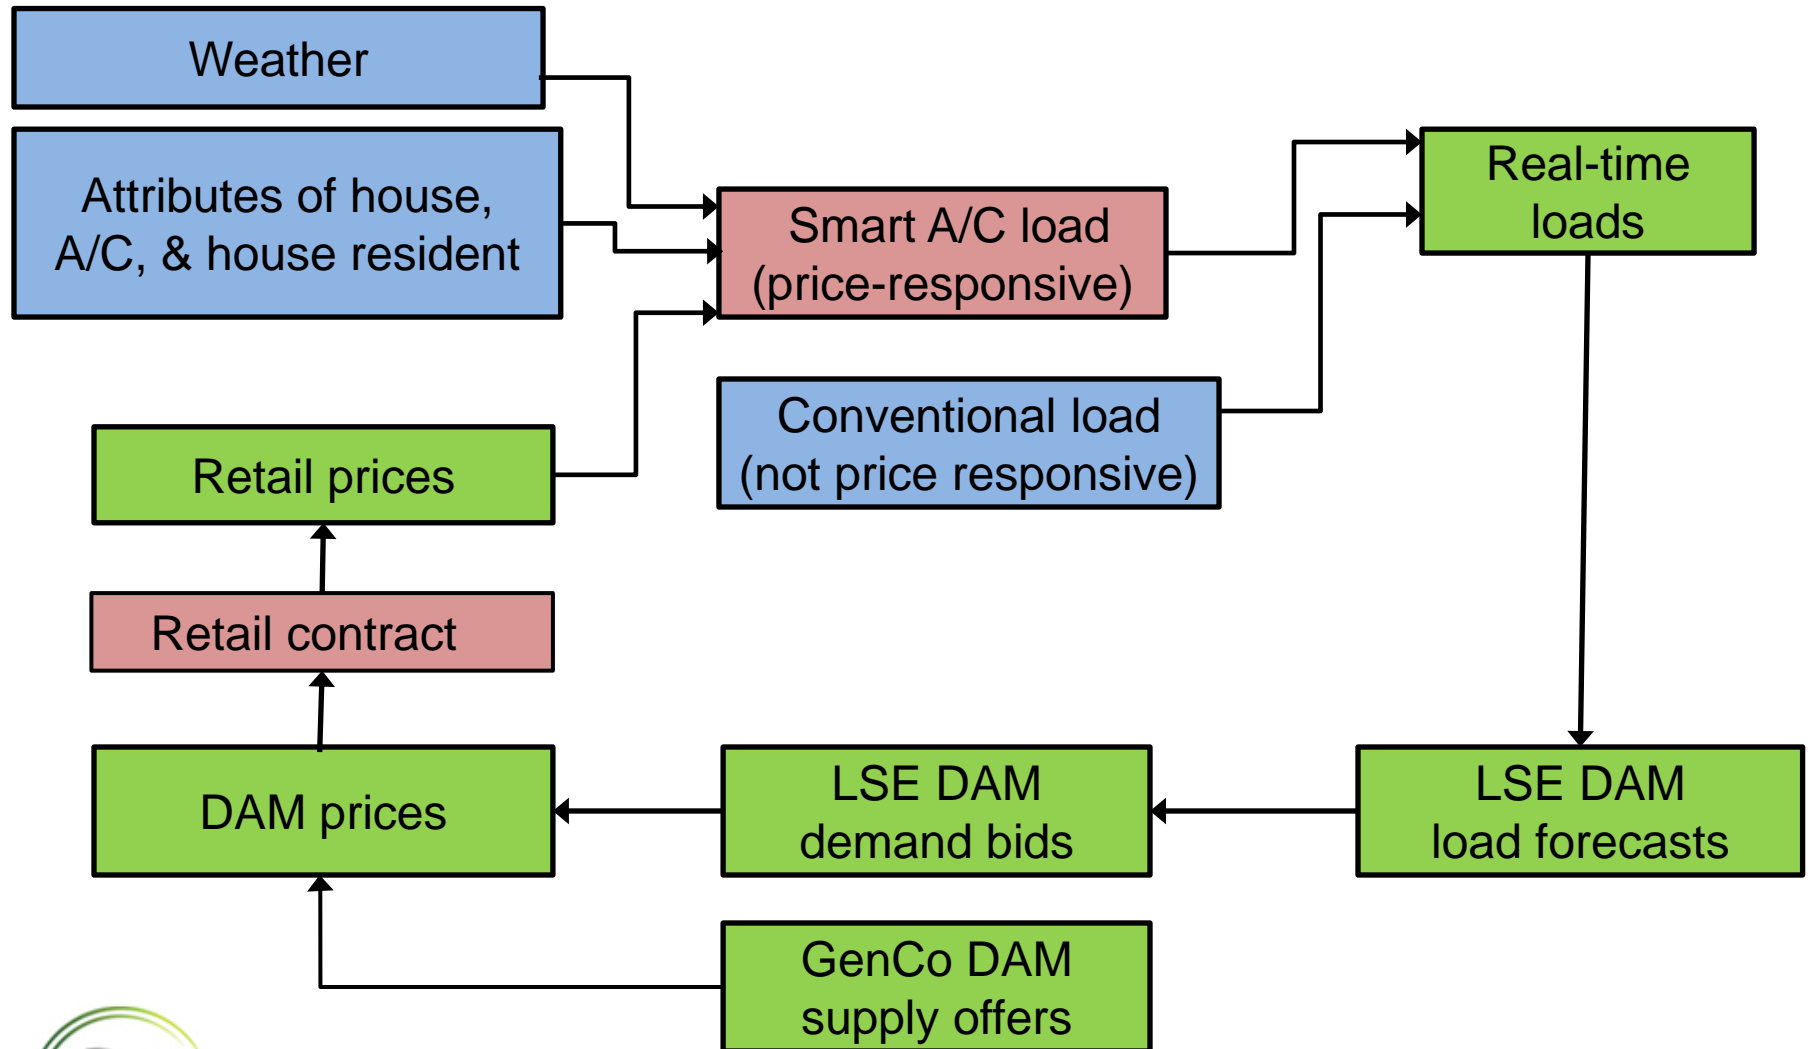 Weather
Attributes of house,
A/C, & house resident
Smart A/C load
(price-responsive)
Real-time
loads
Conventional load
(not price responsive)
Retail prices
Retail contract
DAM prices
LSE DAM
demand bids
LSE DAM
load forecasts
GenCo DAM
supply offers